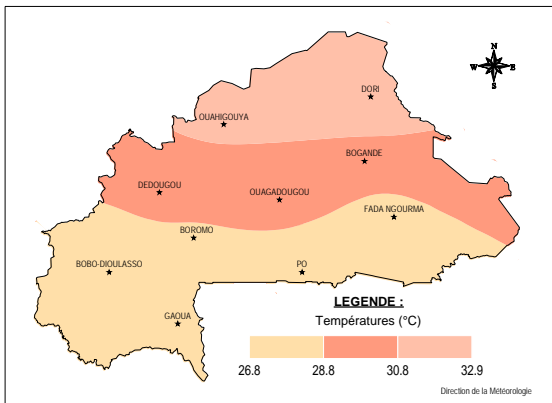 N
W E
S
DORI
OUAHIGOUYA
BOGANDE
DEDOUGOU
OUAGADOUGOU
FADA NGOURMA
BOROMO
BOBO-DIOULASSO
PO
GAOUA
LEGENDE :
Températures (°C)
26.8 28.8 30.8 32.9
Direction de la Météorologie